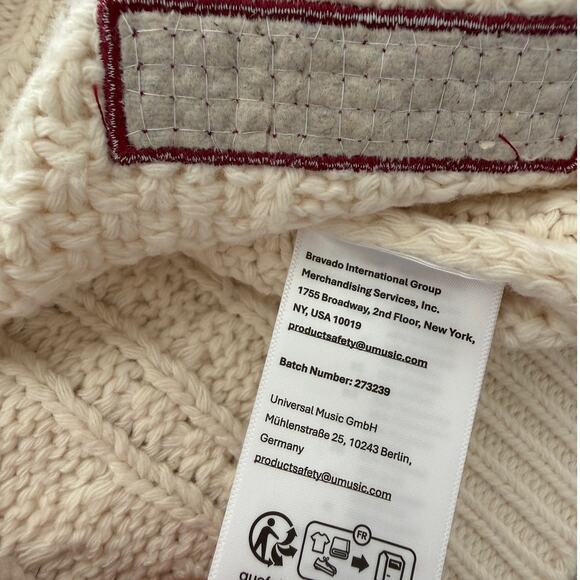 Bravado International Group
Merchandising Services, Inc.
1755 Broadway, 2nd Floor, New York,
NY, USA 10019
productsafety@umusic.com
Batch Number: 273239
Universal Music GmbH
Mühlenstraße 25, 10243 Berlin,
Germany
productsafety@umusic.com
FR